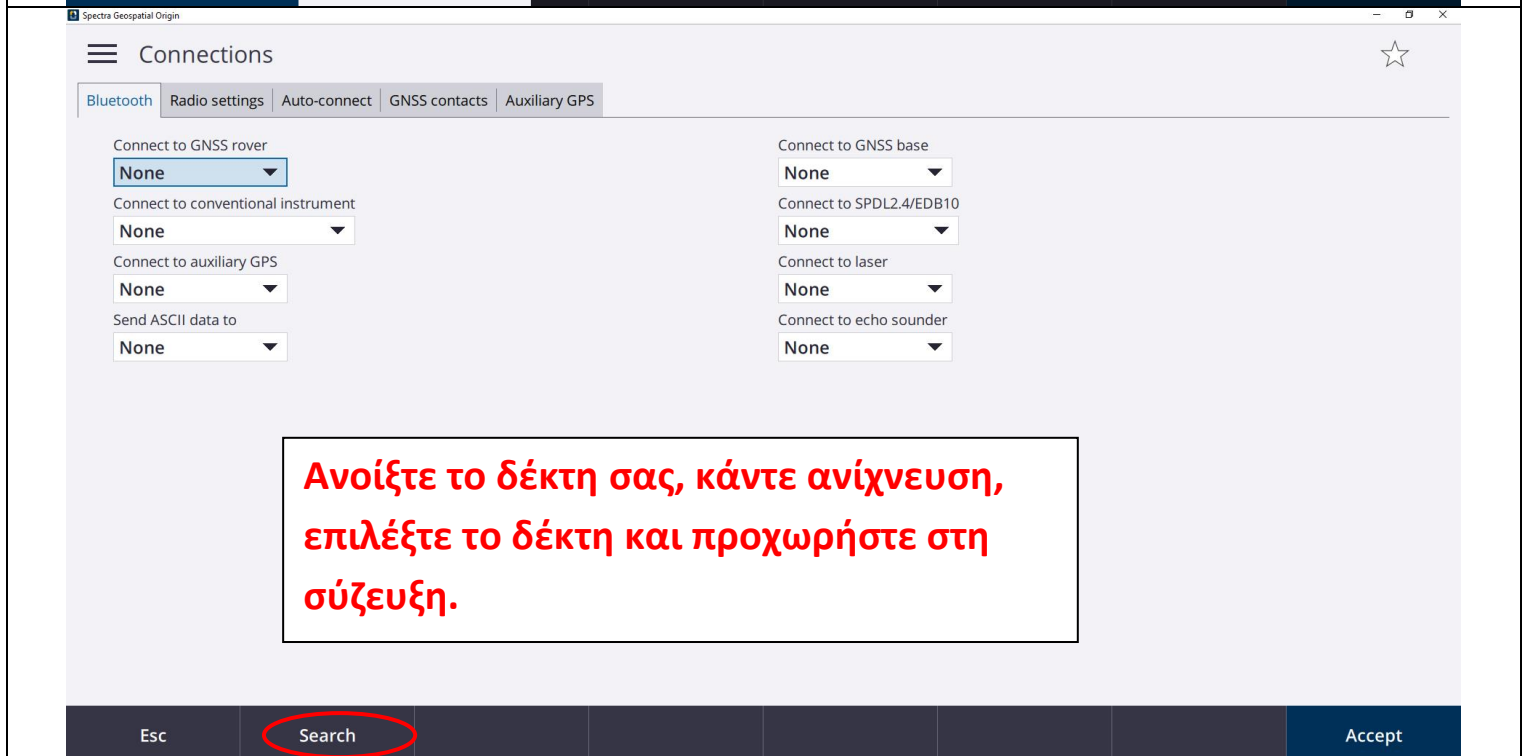 Spectra Geospatial Origin
Connections
Bluetooth Radio settings Auto-connect GNSS contacts Auxiliary GPS
Connect to GNSS rover
None
Connect to conventional instrument
None
Connect to auxiliary GPS
None
Send ASCII data to
None
Connect to GNSS base
None
Connect to SPDL2.4/EDB10
None
Connect to laser
None
Connect to echo sounder
None
Ανοίξτε το δέκτη σας, κάντε ανίχνευση,
επιλέξτε το δέκτη και προχωρήστε στη
σύζευξη.
Esc Search Accept